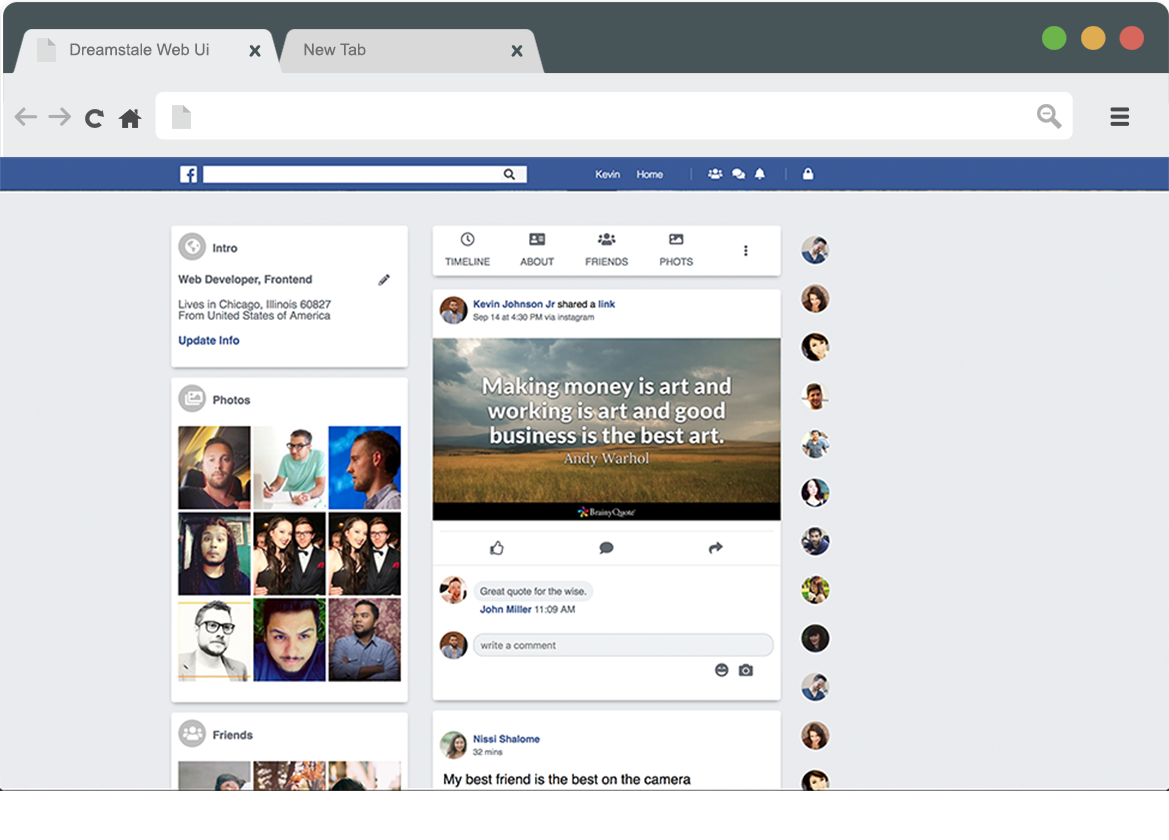 Dreamstale Web Ui
New Tab
Kevin Home
Intro
Web Developer, Frontend
Lives in Chicago, Illinois 60827
From United States of America
Update Info
Photos
Friends
TIMELINE ABOUT FRIENDS PHOTS
Kevin Johnson Jr shared a link
Sep 14 at 4:30 PM via instagram
Making money is art and
working is art and good
business is the best art.
Andy Warhol
BrainyQuote
Great quote for the wise.
John Miller 11:09 AM
write a comment
Nissi Shalome
32 mins
My best friend is the best on the camera